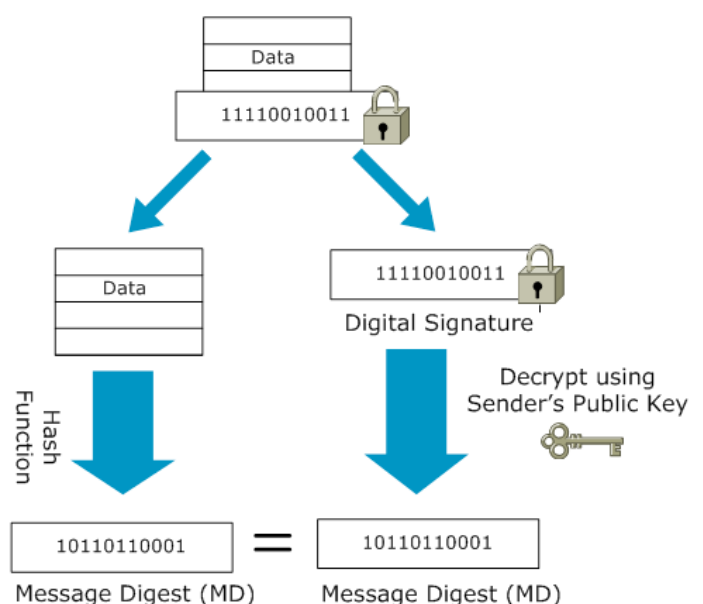 Data
11110010011
Data
11110010011
Digital Signature
Hash
Function
Decrypt using
Sender's Public Key
10110110001
=
10110110001
Message Digest (MD)
Message Digest (MD)